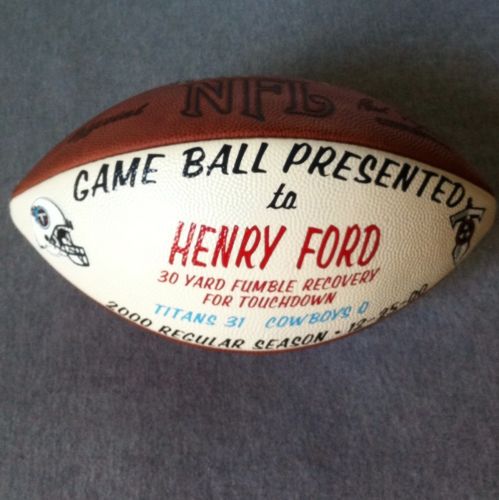 NFL
GAME BALL PRESENTED
to
HENRY FORD
30 YARD FUMBLE RECOVERY
FOR TOUCHDOWN
TITANS 31 COWBOYS 0
2000 REGULAR SEASON - 12-25-00